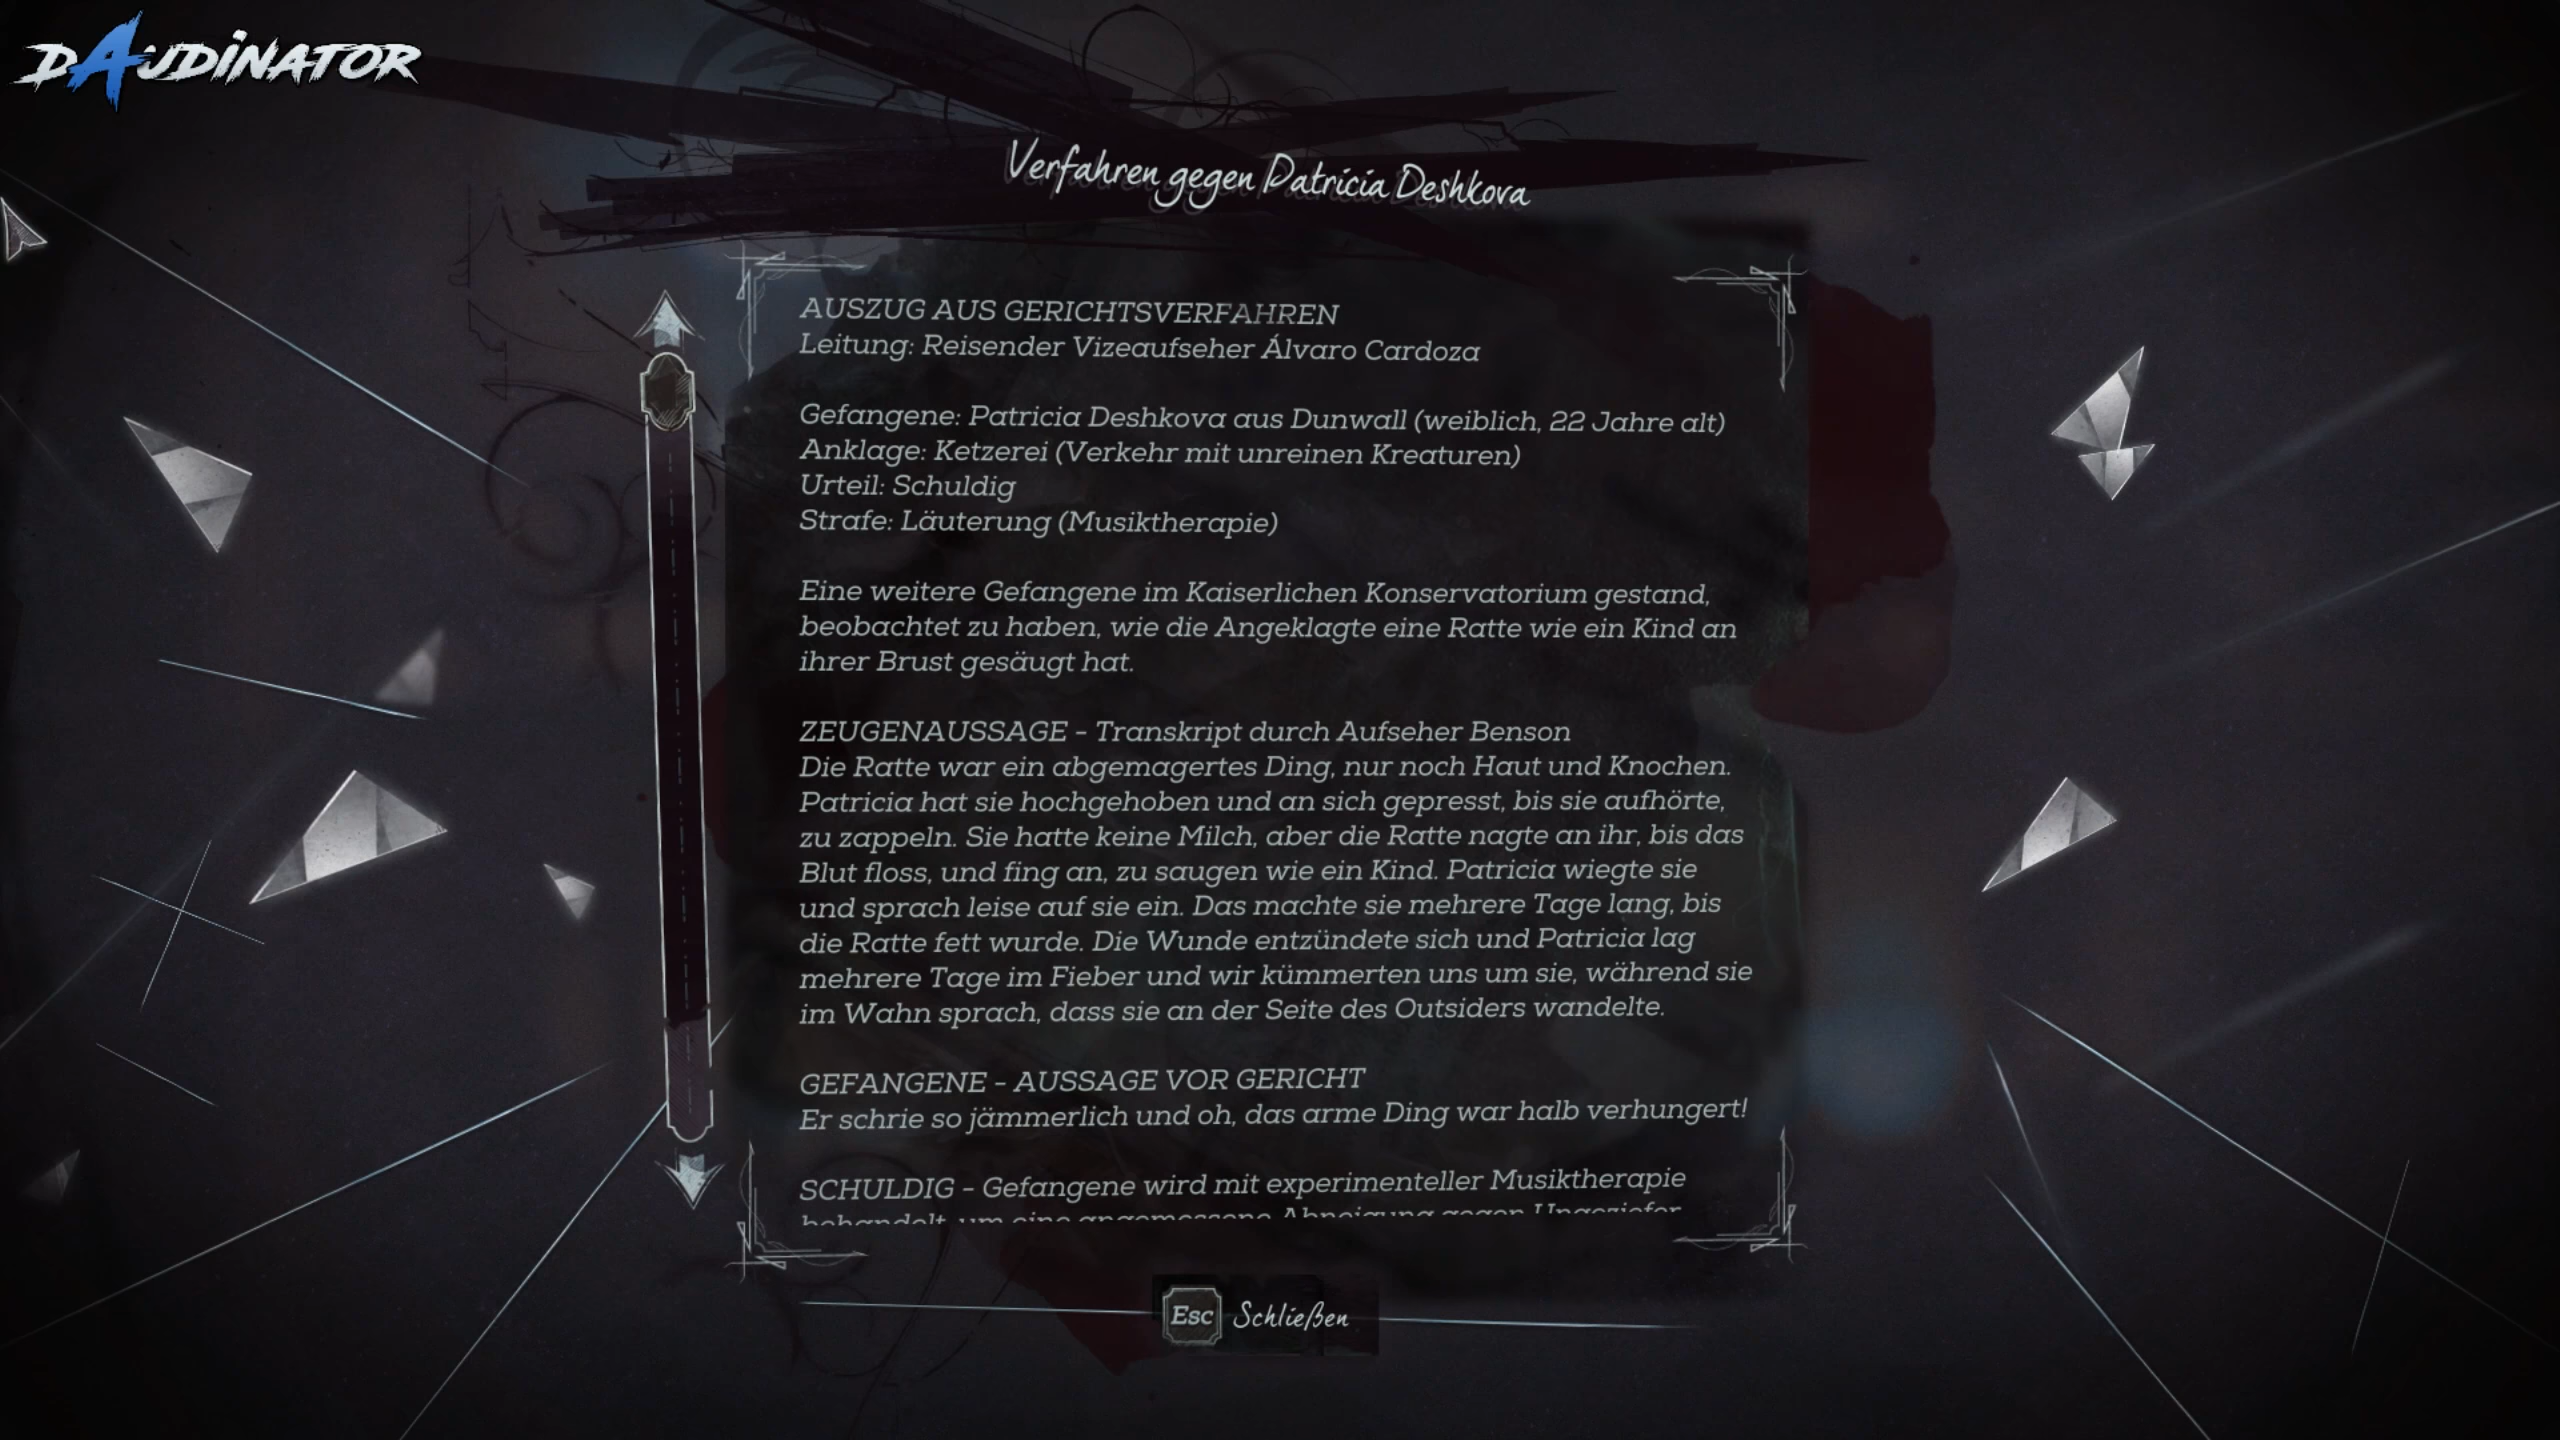 DAUDINATOR
Verfahren gegen Patricia Deshkova
AUSZUG AUS GERICHTSVERFAHREN
Leitung: Reisender Vizeaufseher Álvaro Cardoza
Gefangene: Patricia Deshkova aus Dunwall (weiblich, 22 Jahre alt)
Anklage: Ketzerei (Verkehr mit unreinen Kreaturen)
Urteil: Schuldig
Strafe: Läuterung (Musiktherapie)
Eine weitere Gefangene im Kaiserlichen Konservatorium gestand,
beobachtet zu haben, wie die Angeklagte eine Ratte wie ein Kind an
ihrer Brust gesäugt hat.
ZEUGENAUSSAGE - Transkript durch Aufseher Benson
Die Ratte war ein abgemagertes Ding, nur noch Haut und Knochen.
Patricia hat sie hochgehoben und an sich gepresst, bis sie aufhörte,
zu zappeln. Sie hatte keine Milch, aber die Ratte nagte an ihr, bis das
Blut floss, und fing an, zu saugen wie ein Kind. Patricia wiegte sie
und sprach leise auf sie ein. Das machte sie mehrere Tage lang, bis
die Ratte fett wurde. Die Wunde entzündete sich und Patricia lag
mehrere Tage im Fieber und wir kümmerten uns um sie, während sie
im Wahn sprach, dass sie an der Seite des Outsiders wandelte.
GEFANGENE - AUSSAGE VOR GERICHT
Er schrie so jämmerlich und oh, das arme Ding war halb verhungert!
SCHULDIG - Gefangene wird mit experimenteller Musiktherapie
behandelt, um eine angemessene Abneigung gegen Ungeziefer
Esc Schließen